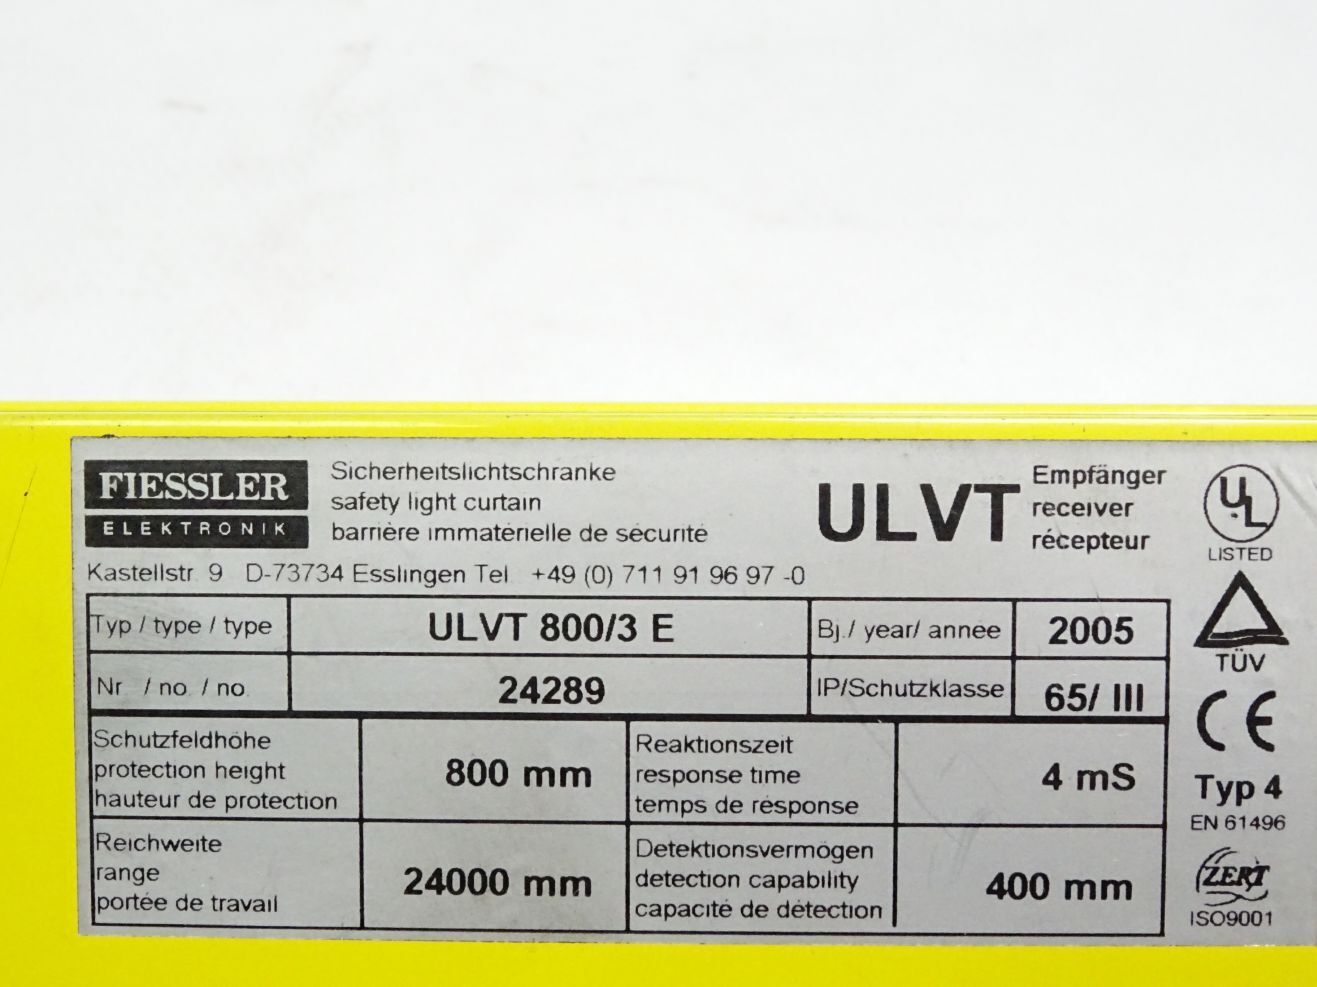 FIESSLER
ELEKTRONIK
Sicherheitslichtschranke
safety light curtain
barrière immatérielle de sécurité
ULVT
Empfänger
receiver
récepteur
Kastellstr. 9 D-73734 Esslingen Tel +49 (0) 711 91 96 97 -0
Typ / type / type
ULVT 800/3 E
Bj./ year/ année
2005
Nr. / no. / no.
24289
IP/Schutzklasse
65/ III
Schutzfeldhöhe
protection height
hauteur de protection
800 mm
Reaktionszeit
response time
temps de résponse
4 mS
Reichweite
range
portée de travail
24000 mm
Detektionsvermögen
detection capability
capacité de détection
400 mm
UL
LISTED
TÜV
CE
Typ 4
EN 61496
ZERT
ISO9001